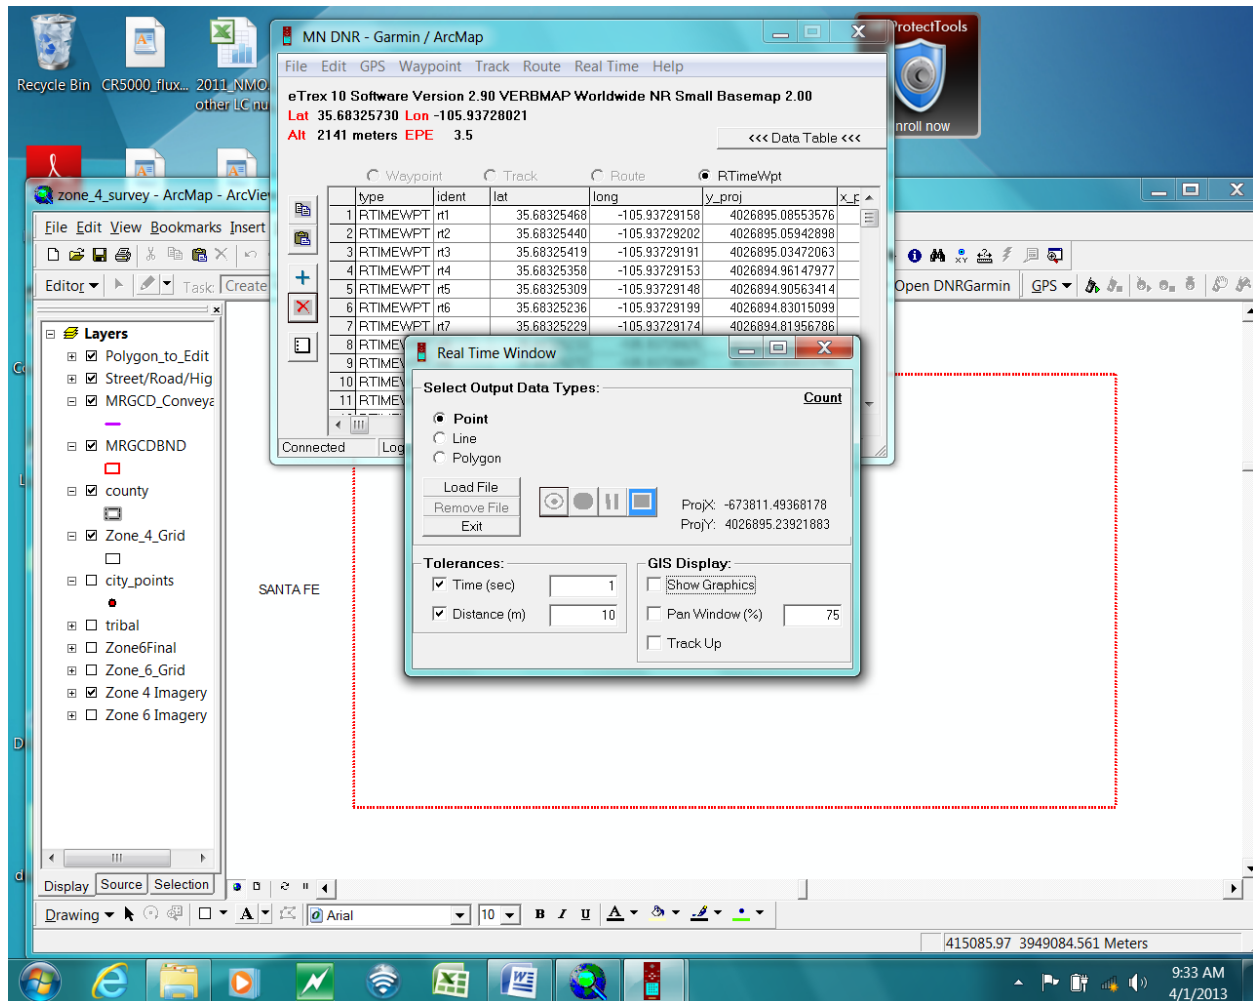 Recycle Bin
CR5000_flux...
2011_NMO
other LC nu
ProtectTools
nroll now
MN DNR - Garmin / ArcMap
File Edit GPS Waypoint Track Route Real Time Help
eTrex 10 Software Version 2.90 VERBMAP Worldwide NR Small Basemap 2.00
Lat 35.68325730 Lon -105.93728021
Alt 2141 meters EPE 3.5
<<< Data Table <<<
Waypoint Track Route RTimeWpt
type ident lat long y_proj x_p
1 RTIMEWPT rt1 35.68325468 -105.93729158 4026895.08553576
2 RTIMEWPT rt2 35.68325440 -105.93729202 4026895.05942898
3 RTIMEWPT rt3 35.68325419 -105.93729191 4026895.03472063
4 RTIMEWPT rt4 35.68325358 -105.93729153 4026894.96147977
5 RTIMEWPT rt5 35.68325309 -105.93729148 4026894.90563414
6 RTIMEWPT rt6 35.68325236 -105.93729199 4026894.83015099
7 RTIMEWPT rt7 35.68325229 -105.93729174 4026894.81956786
8 RTIMEV
9 RTIMEV
10 RTIMEV
11 RTIMEV
Connected Log
zone_4_survey - ArcMap - ArcVie
File Edit View Bookmarks Insert
Editor Task: Create
Open DNRGarmin GPS
Layers
Polygon_to_Edit
Street/Road/Hig
MRGCD_Conveya
MRGCDBND
county
Zone_4_Grid
city_points
tribal
Zone6Final
Zone_6_Grid
Zone 4 Imagery
Zone 6 Imagery
SANTA FE
Real Time Window
Select Output Data Types:
Count
Point
Line
Polygon
Load File
Remove File
Exit
ProjX: -673811.49368178
ProjY: 4026895.23921883
Tolerances:
Time (sec) 1
Distance (m) 10
GIS Display:
Show Graphics
Pan Window (%) 75
Track Up
Display Source Selection
Drawing A Arial 10 B I U A
415085.97 3949084.561 Meters
9:33 AM
4/1/2013